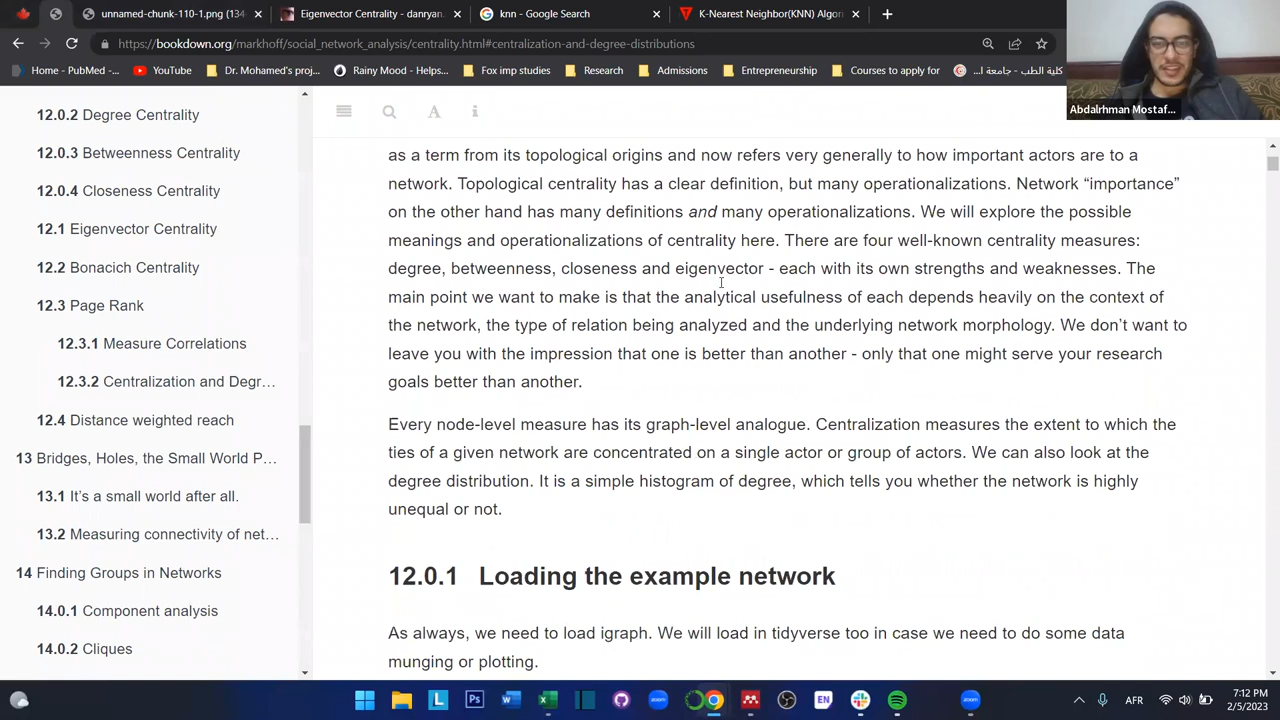 unnamed-chunk-110-1.png (134
Eigenvector Centrality - danryan.
knn - Google Search
K-Nearest Neighbor(KNN) Algor
https://bookdown.org/markhoff/social_network_analysis/centrality.html#centralization-and-degree-distributions
Home - PubMed -...
YouTube
Dr. Mohamed's proj...
Rainy Mood - Helps...
Fox imp studies
Research
Admissions
Entrepreneurship
Courses to apply for
كلية الطب - جامعة ا...
Abdalrhman Mostaf...
12.0.2 Degree Centrality
12.0.3 Betweenness Centrality
12.0.4 Closeness Centrality
12.1 Eigenvector Centrality
12.2 Bonacich Centrality
12.3 Page Rank
12.3.1 Measure Correlations
12.3.2 Centralization and Degr...
12.4 Distance weighted reach
13 Bridges, Holes, the Small World P...
13.1 It's a small world after all.
13.2 Measuring connectivity of net...
14 Finding Groups in Networks
14.0.1 Component analysis
14.0.2 Cliques
as a term from its topological origins and now refers very generally to how important actors are to a
network. Topological centrality has a clear definition, but many operationalizations. Network “importance”
on the other hand has many definitions and many operationalizations. We will explore the possible
meanings and operationalizations of centrality here. There are four well-known centrality measures:
degree, betweenness, closeness and eigenvector - each with its own strengths and weaknesses. The
main point we want to make is that the analytical usefulness of each depends heavily on the context of
the network, the type of relation being analyzed and the underlying network morphology. We don’t want to
leave you with the impression that one is better than another - only that one might serve your research
goals better than another.
Every node-level measure has its graph-level analogue. Centralization measures the extent to which the
ties of a given network are concentrated on a single actor or group of actors. We can also look at the
degree distribution. It is a simple histogram of degree, which tells you whether the network is highly
unequal or not.
12.0.1 Loading the example network
As always, we need to load igraph. We will load in tidyverse too in case we need to do some data
munging or plotting.
AFR
7:12 PM
2/5/2023